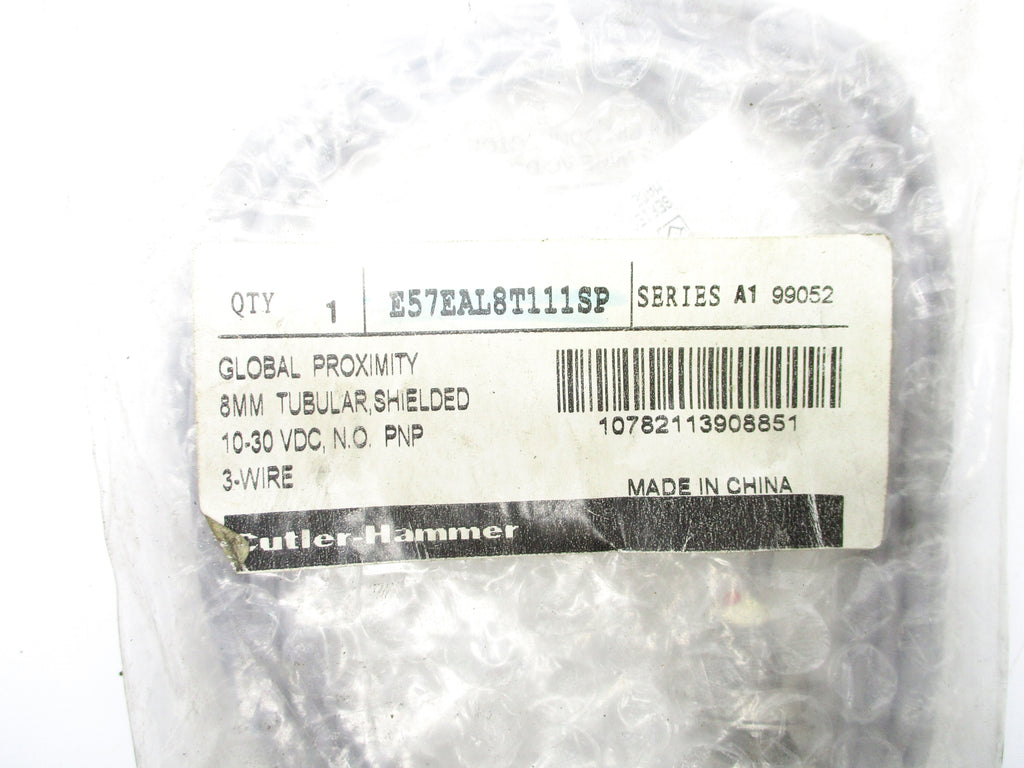 QTY 1 E57EAL8T111SP SERIES A1 99052
GLOBAL PROXIMITY
8MM TUBULAR, SHIELDED
10-30 VDC, N.O. PNP
3-WIRE
10782113908851
MADE IN CHINA
Cutler-Hammer